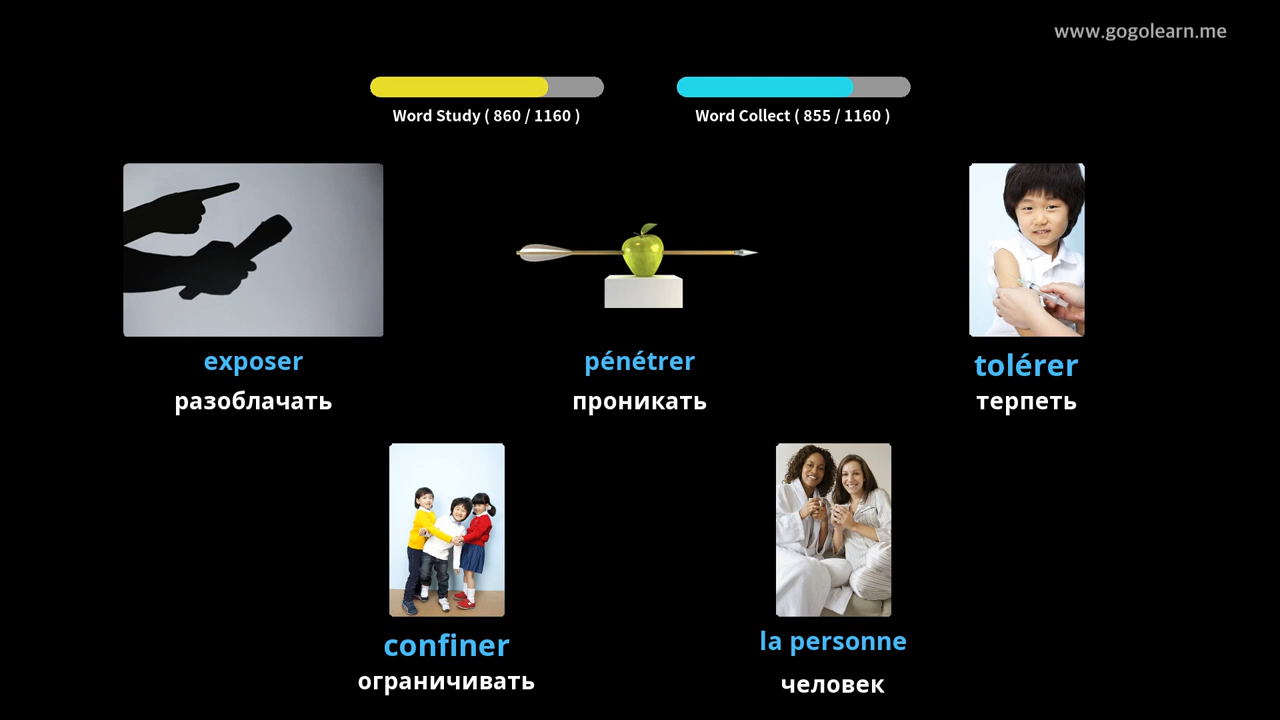 www.gogolearn.me
Word Study ( 860 / 1160 )
Word Collect ( 855 / 1160 )
exposer
разоблачать
pénétrer
проникать
tolérer
терпеть
confiner
ограничивать
la personne
человек